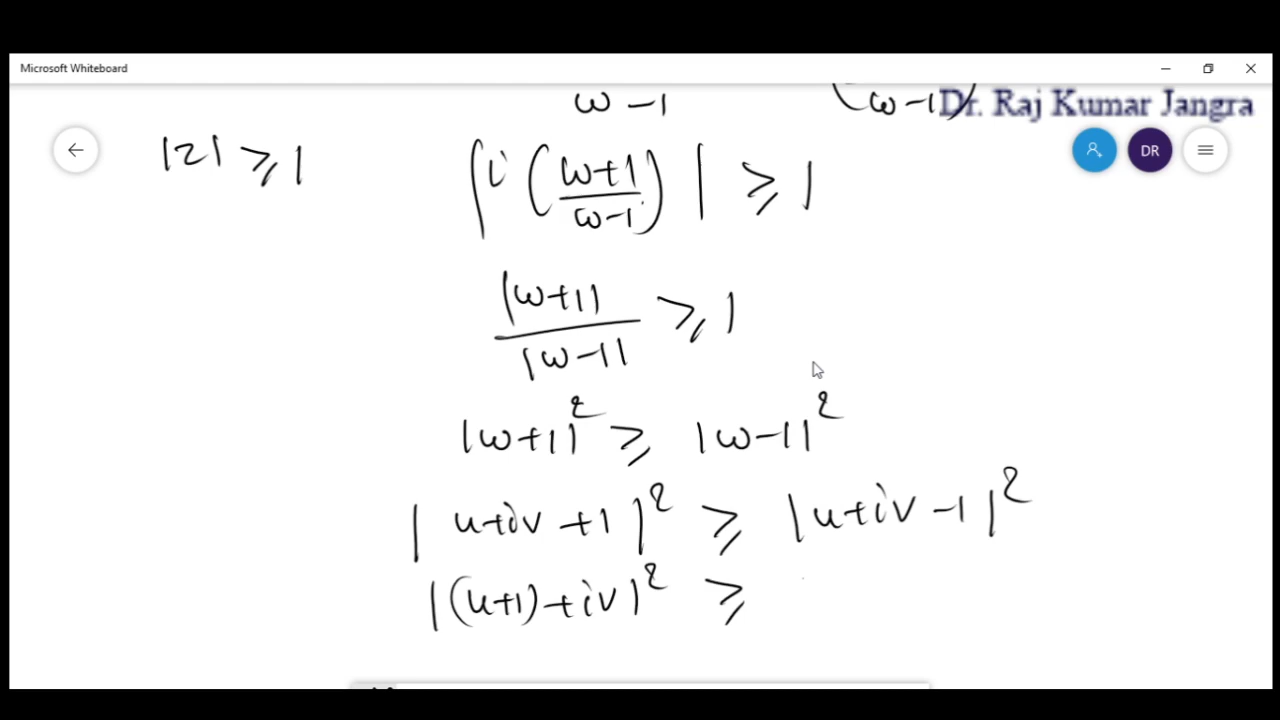 Microsoft Whiteboard
ω-1 (ω-1)
Dr. Raj Kumar Jangra
DR
|z| ⩾ 1
|i (ω+1/ω-1)| ⩾ 1
|ω+1|/|ω-1| ⩾ 1
|ω+1|² ⩾ |ω-1|²
|u+iv+1|² ⩾ |u+iv-1|²
|(u+1)+iv|² ⩾